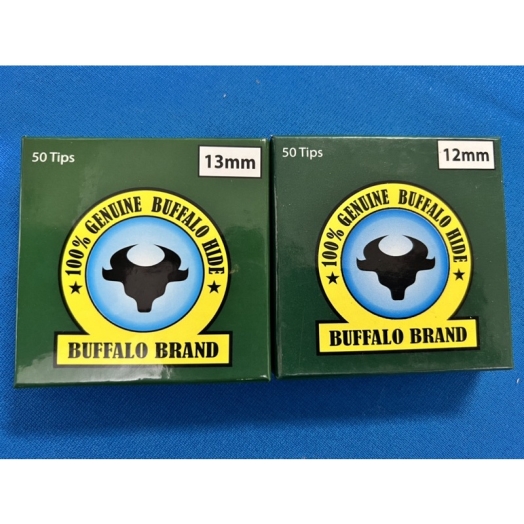 50 Tips
13mm
100% GENUINE BUFFALO HIDE
BUFFALO BRAND
50 Tips
12mm
100% GENUINE BUFFALO HIDE
BUFFALO BRAND